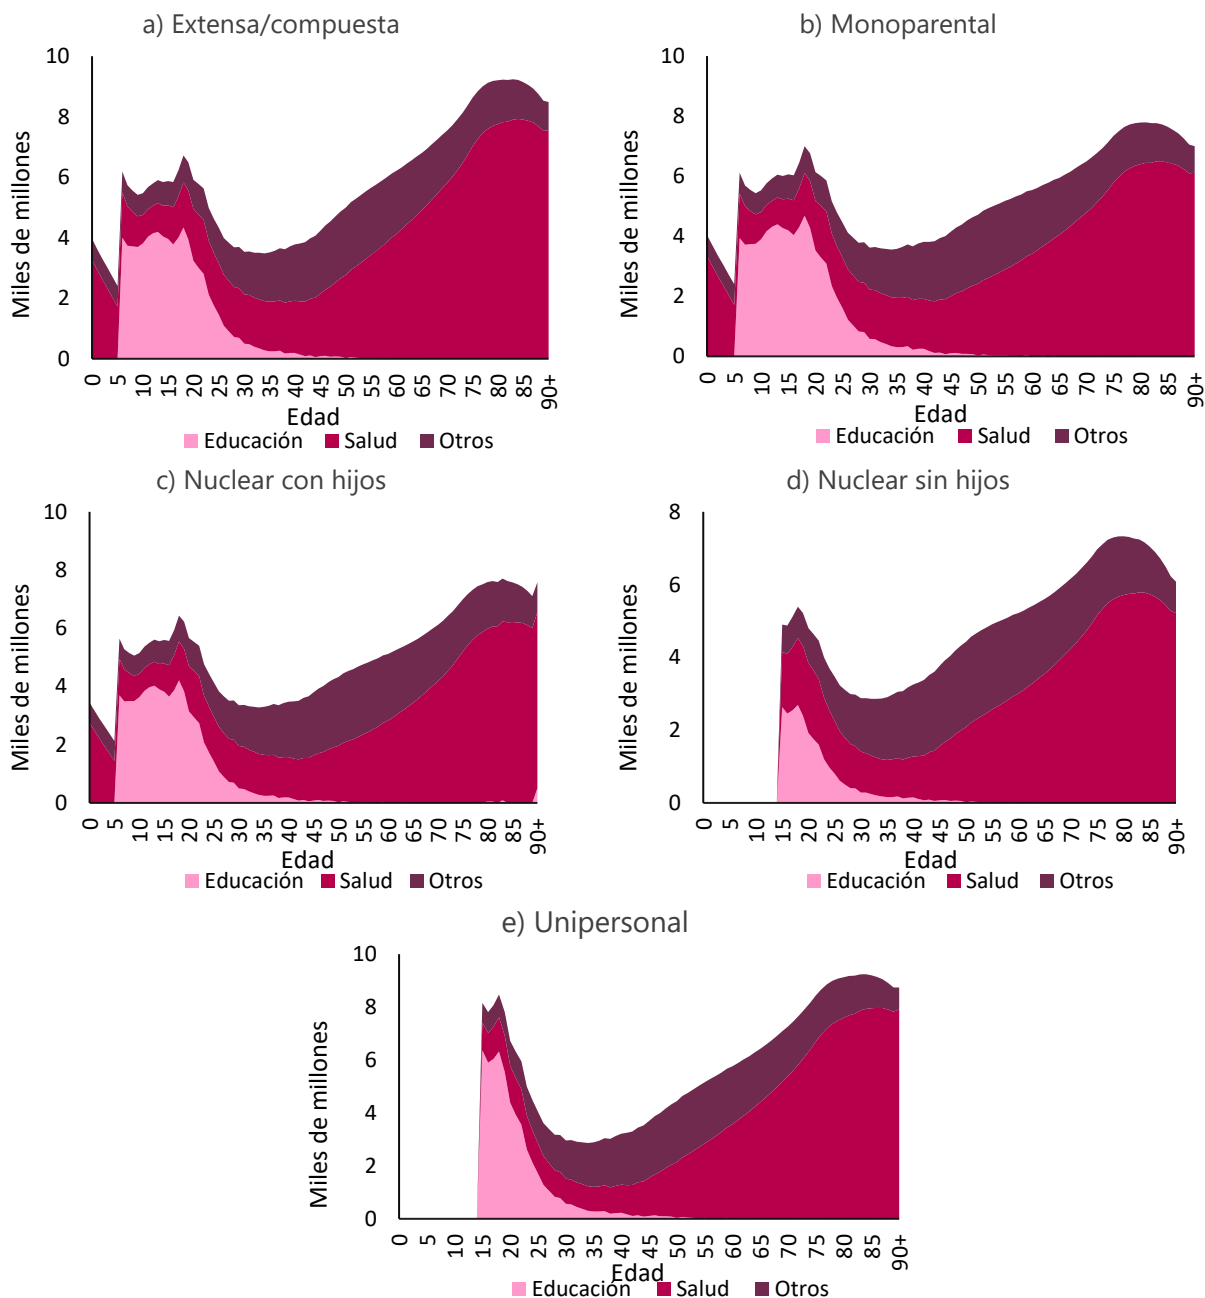 a) Extensa/compuesta
10
8
6
4
2
0
Miles de millones
0 5 10 15 20 25 30 35 40 45 50 55 60 65 70 75 80 85 90+
Edad
Educación Salud Otros
b) Monoparental
10
8
6
4
2
0
Miles de millones
0 5 10 15 20 25 30 35 40 45 50 55 60 65 70 75 80 85 90+
Edad
Educación Salud Otros
c) Nuclear con hijos
10
8
6
4
2
0
Miles de millones
0 5 10 15 20 25 30 35 40 45 50 55 60 65 70 75 80 85 90+
Edad
Educación Salud Otros
d) Nuclear sin hijos
8
6
4
2
0
Miles de millones
0 5 10 15 20 25 30 35 40 45 50 55 60 65 70 75 80 85 90+
Edad
Educación Salud Otros
e) Unipersonal
10
8
6
4
2
0
Miles de millones
0 5 10 15 20 25 30 35 40 45 50 55 60 65 70 75 80 85 90+
Edad
Educación Salud Otros